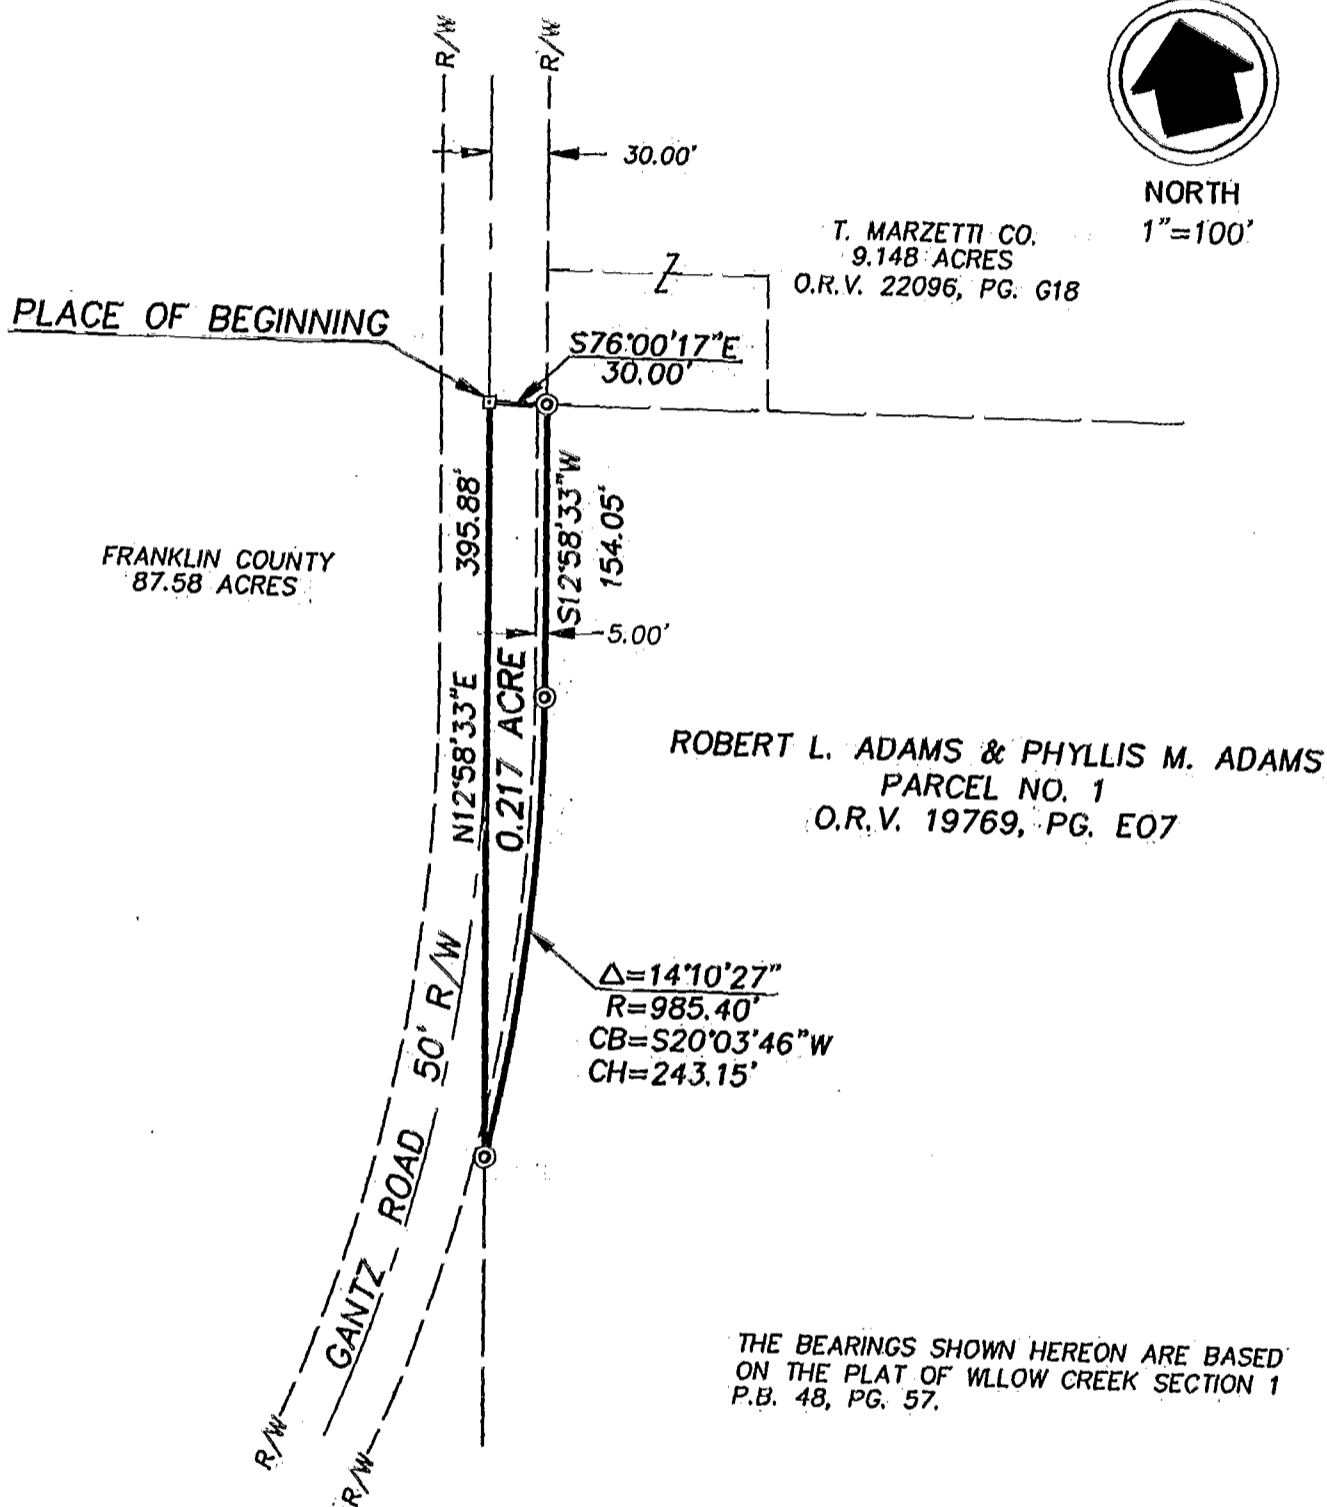 R/W
R/W
30.00'
NORTH
1"=100'
T. MARZETTI CO.
9.148 ACRES
O.R.V. 22096, PG. G18
Z
PLACE OF BEGINNING
S76°00'17"E
30.00'
395.88'
N12°58'33"E
S12°58'33"W
154.05'
FRANKLIN COUNTY
87.58 ACRES
5.00'
0.217 ACRE
ROBERT L. ADAMS & PHYLLIS M. ADAMS
PARCEL NO. 1
O.R.V. 19769, PG. E07
Δ=14°10'27"
R=985.40'
CB=S20°03'46"W
CH=243.15'
GANTZ ROAD 50' R/W
THE BEARINGS SHOWN HEREON ARE BASED
ON THE PLAT OF WLLOW CREEK SECTION 1
P.B. 48, PG. 57.
R/W
R/W